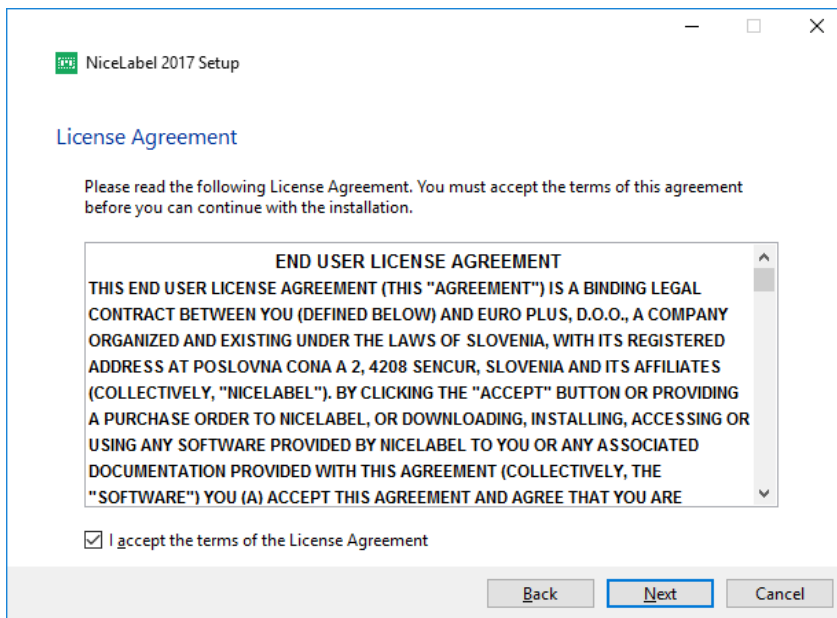 NiceLabel 2017 Setup
License Agreement
Please read the following License Agreement. You must accept the terms of this agreement
before you can continue with the installation.
END USER LICENSE AGREEMENT
THIS END USER LICENSE AGREEMENT (THIS "AGREEMENT") IS A BINDING LEGAL
CONTRACT BETWEEN YOU (DEFINED BELOW) AND EURO PLUS, D.O.O., A COMPANY
ORGANIZED AND EXISTING UNDER THE LAWS OF SLOVENIA, WITH ITS REGISTERED
ADDRESS AT POSLOVNA CONA A 2, 4208 SENCUR, SLOVENIA AND ITS AFFILIATES
(COLLECTIVELY, "NICELABEL"). BY CLICKING THE "ACCEPT" BUTTON OR PROVIDING
A PURCHASE ORDER TO NICELABEL, OR DOWNLOADING, INSTALLING, ACCESSING OR
USING ANY SOFTWARE PROVIDED BY NICELABEL TO YOU OR ANY ASSOCIATED
DOCUMENTATION PROVIDED WITH THIS AGREEMENT (COLLECTIVELY, THE
"SOFTWARE") YOU (A) ACCEPT THIS AGREEMENT AND AGREE THAT YOU ARE
I accept the terms of the License Agreement
Back Next Cancel